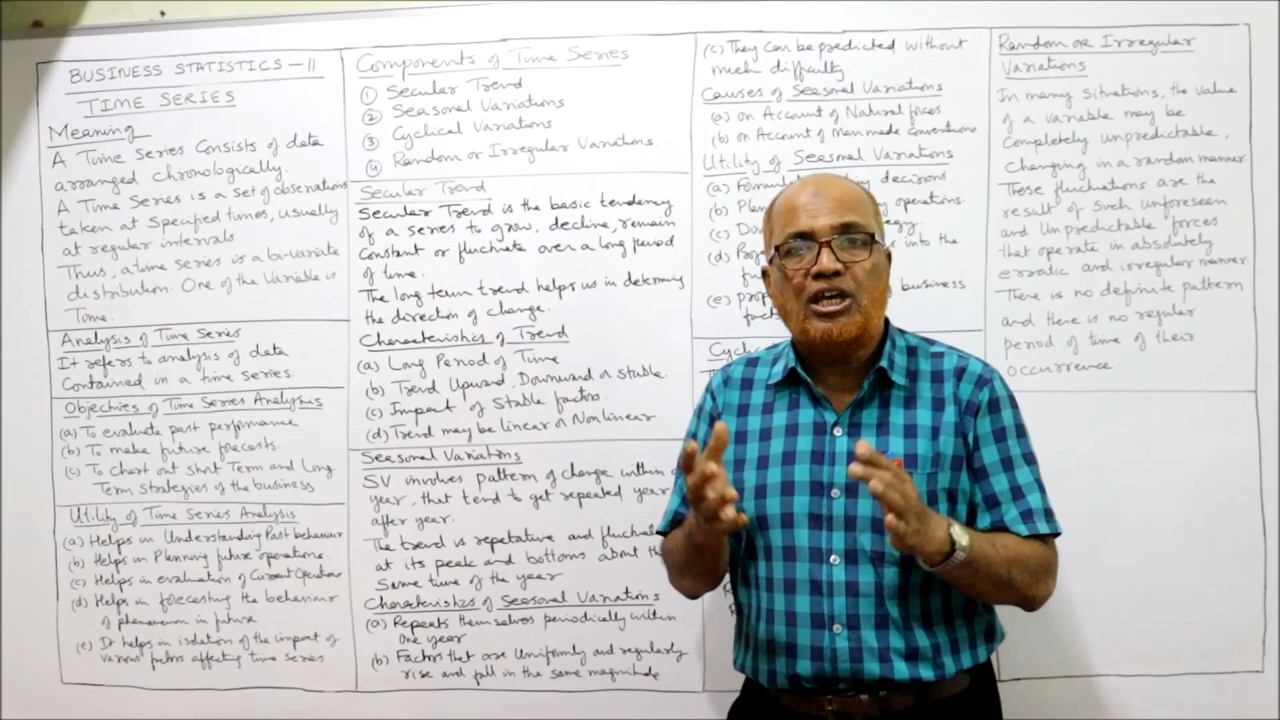 BUSINESS STATISTICS - II
TIME SERIES
Meaning
A Time Series Consists of data
arranged chronologically.
A Time Series is a Set of observations
taken at Specified times, usually
at regular intervals
Thus, a time series is a bi-variate
distribution. One of the Variable is
Time.
Analysis of Time Series
It refers to analysis of data
Contained in a time series.
Objectives of Time Series Analysis
(a) To evaluate past performance
(b) To make future forecasts.
(c) To chart out short Term and Long
Term strategies of the business
Utility of Time Series Analysis
(a) Helps in Understanding Past behaviour
(b) Helps in Planning future operations.
(c) Helps in evaluation of Current Operations
(d) Helps in forecasting the behaviour
of phenomenon in future
(e) It helps in isolation of the impact of
various factors affecting time series
Components of Time Series
① Secular Trend
② Seasonal Variations
③ Cyclical Variations
④ Random or Irregular Variations.
Secular Trend
Secular Trend is the basic tendency
of a series to grow, decline, remain
Constant or fluctuate over a long period
of time.
The long term trend helps us in determing
the direction of change.
Characteristics of Trend
(a) Long Period of Time
(b) Trend Upward, Downward or Stable.
(c) Impact of Stable factors.
(d) Trend may be linear or Nonlinear
Seasonal Variations
SV involves pattern of change within a
year, that tend to get repeated year
after year.
The trend is repetative and
at its peak and bottoms about the
Same time of the year
Characteristics of Seasonal Variations
(a) Repeats themselves periodically within
one year
(b) Factors that are Uniformly and regularly
rise and fall in the same magnitude
(c) They can be predicted without
much difficulty
Causes of Seasonal Variations
(a) on Account of Natural forces
(b) on Account of Manmade Conventions
Utility of Seasonal Variations
(a) decisions
(b) operations.
(c)
(d) into the
(e) business
Random or Irregular
Variations
In many situations, the value
of a variable may be
Completely unpredictable,
Changing in a random manner.
These fluctuations are the
result of Such unforeseen
and Unpredictable forces
that operate in absolutely
erratic and irregular manner.
There is no definite pattern
and there is no regular
period of time of their
occurrence